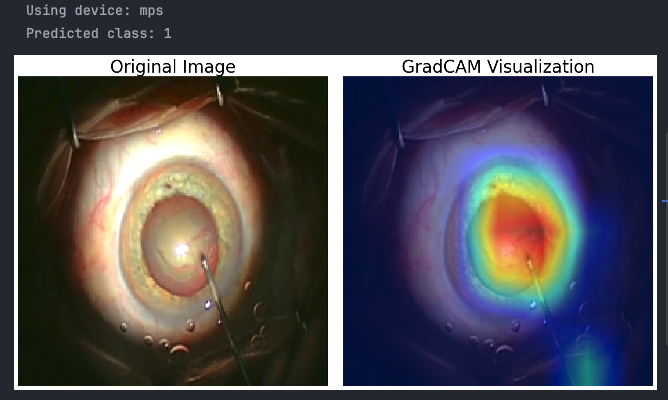 Using device: mps
Predicted class: 1
Original Image
GradCAM Visualization